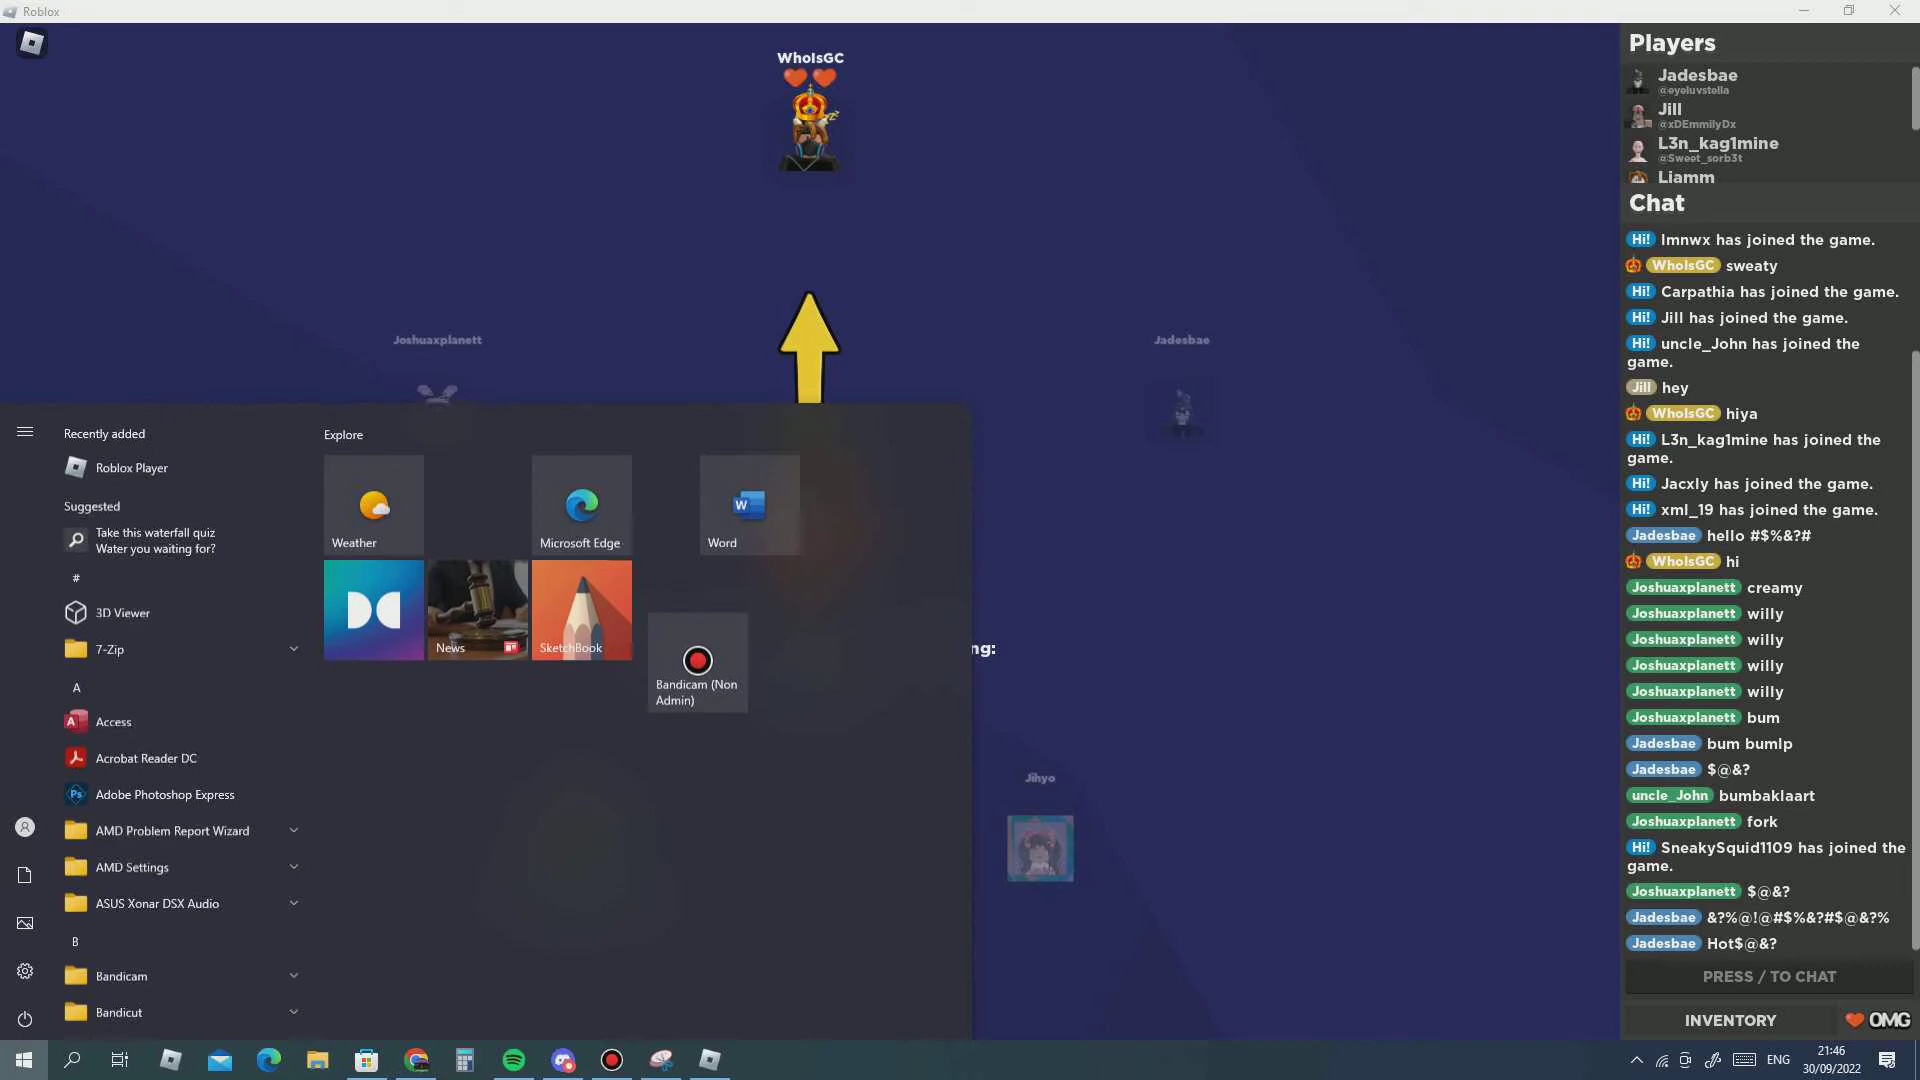 Roblox
WhoIsGC
Joshuaxplanett
Jadesbae
ng:
Jihyo
Recently added
Roblox Player
Suggested
Take this waterfall quiz
Water you waiting for?
#
3D Viewer
7-Zip
A
Access
Acrobat Reader DC
Adobe Photoshop Express
AMD Problem Report Wizard
AMD Settings
ASUS Xonar DSX Audio
B
Bandicam
Bandicut
Explore
Weather
Microsoft Edge
Word
News
SketchBook
Bandicam (Non
Admin)
Players
Jadesbae
@eyeluvstella
Jill
@xDEmmilyDx
L3n_kag1mine
@Sweet_sorb3t
Liamm
Chat
Hi! Imnwx has joined the game.
WhoIsGC sweaty
Hi! Carpathia has joined the game.
Hi! Jill has joined the game.
Hi! uncle_John has joined the
game.
Jill hey
WhoIsGC hiya
Hi! L3n_kag1mine has joined the
game.
Hi! Jacxly has joined the game.
Hi! xml_19 has joined the game.
Jadesbae hello #$%&?#
WhoIsGC hi
Joshuaxplanett creamy
Joshuaxplanett willy
Joshuaxplanett willy
Joshuaxplanett willy
Joshuaxplanett willy
Joshuaxplanett bum
Jadesbae bum bumlp
Jadesbae $@&?
uncle_John bumbaklaart
Joshuaxplanett fork
Hi! SneakySquid1109 has joined the
game.
Joshuaxplanett $@&?
Jadesbae &?%@!@#$%&?#$@&?%
Jadesbae Hot$@&?
PRESS / TO CHAT
INVENTORY
OMG
ENG
21:46
30/09/2022